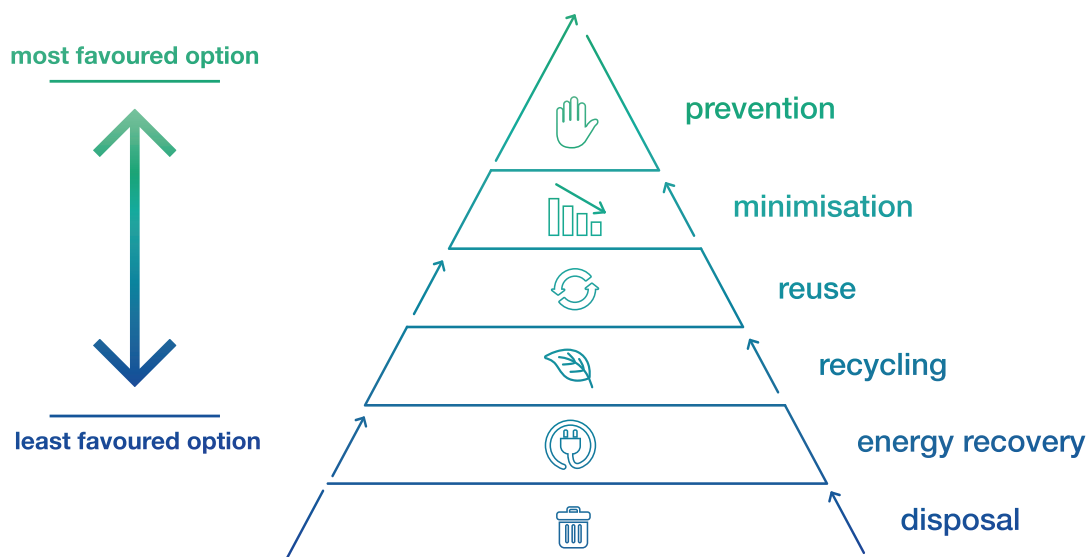 most favoured option
prevention
minimisation
reuse
recycling
least favoured option
energy recovery
disposal